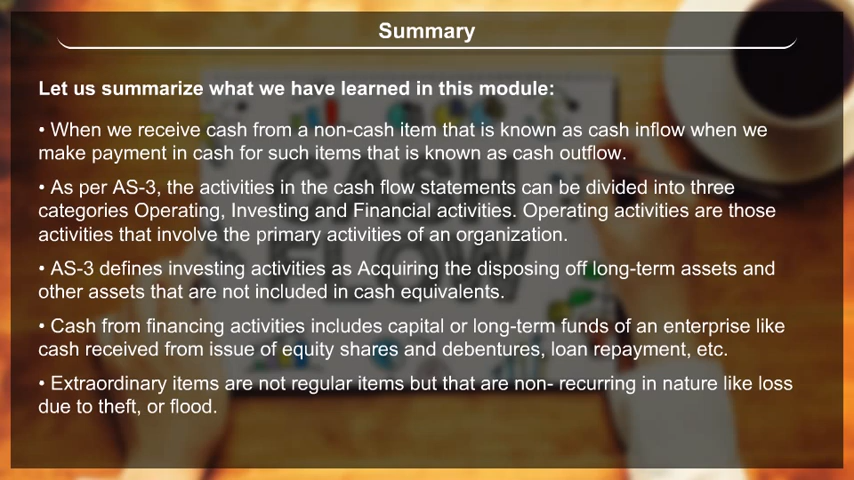 Summary
Let us summarize what we have learned in this module:
• When we receive cash from a non-cash item that is known as cash inflow when we
make payment in cash for such items that is known as cash outflow.
• As per AS-3, the activities in the cash flow statements can be divided into three
categories Operating, Investing and Financial activities. Operating activities are those
activities that involve the primary activities of an organization.
• AS-3 defines investing activities as Acquiring the disposing off long-term assets and
other assets that are not included in cash equivalents.
• Cash from financing activities includes capital or long-term funds of an enterprise like
cash received from issue of equity shares and debentures, loan repayment, etc.
• Extraordinary items are not regular items but that are non- recurring in nature like loss
due to theft, or flood.
CASH
FLOW